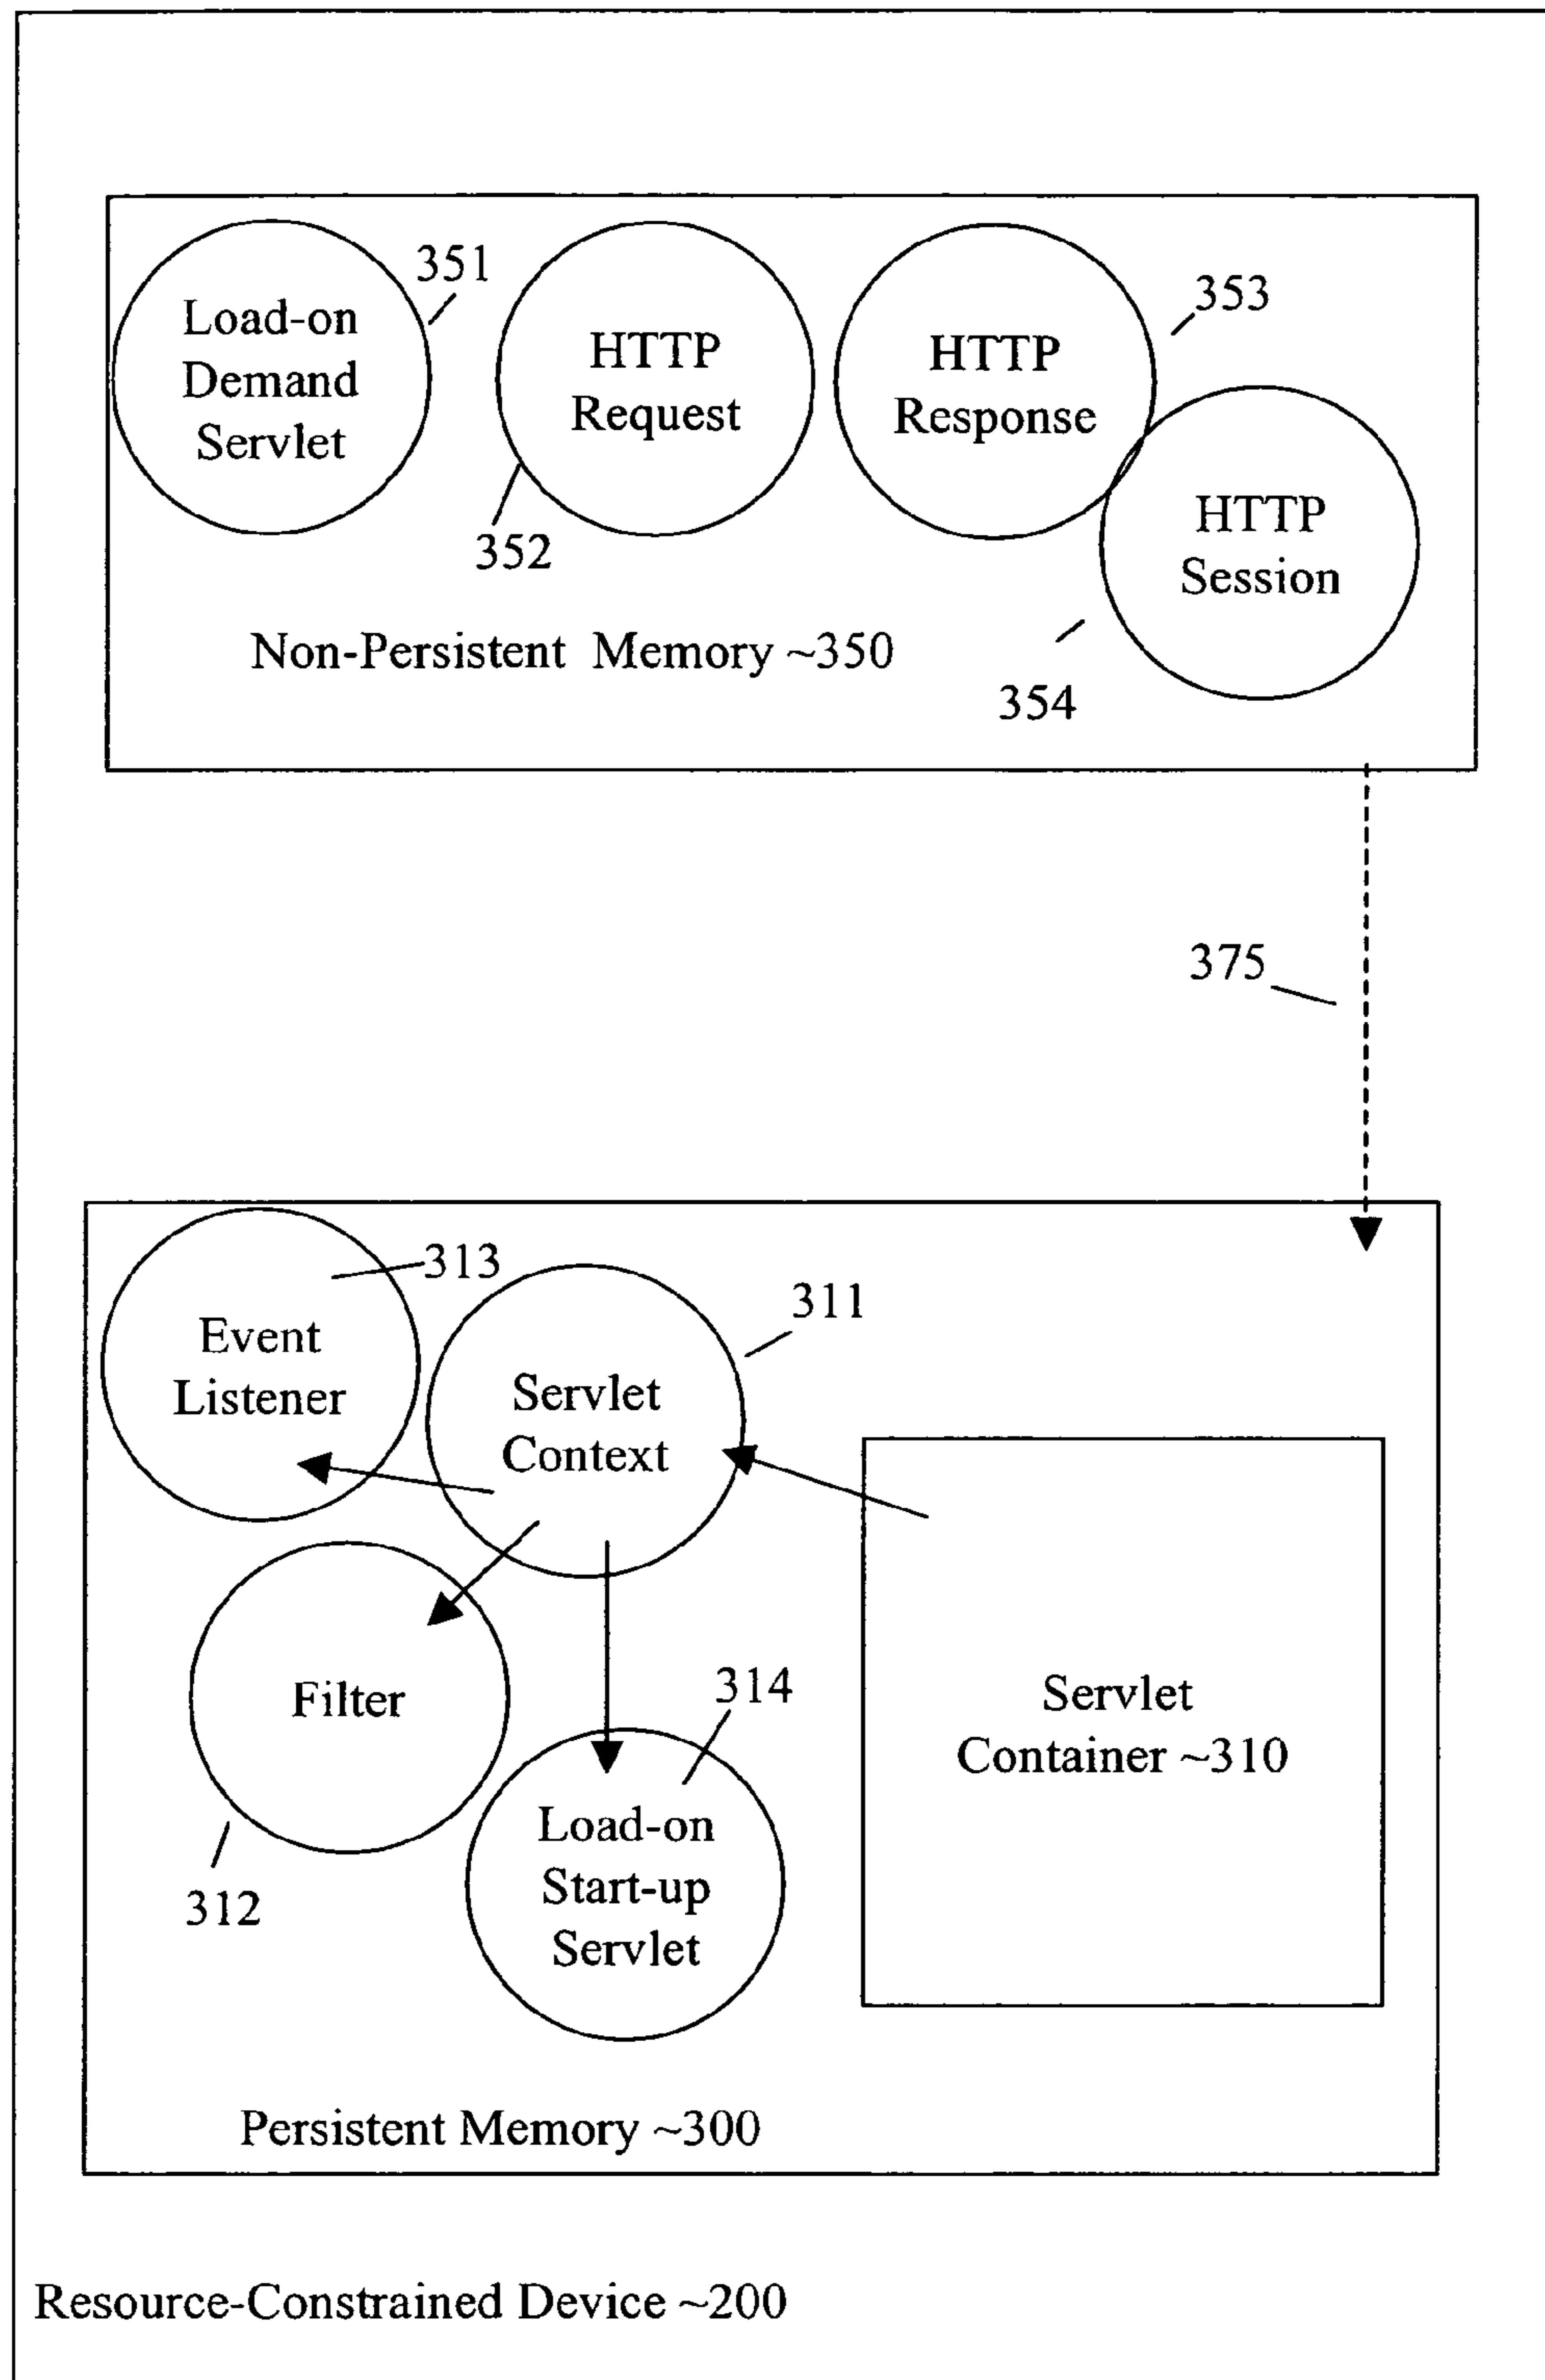 351
353
Load-on
Demand
Servlet
HTTP
Request
HTTP
Response
352
HTTP
Session
Non-Persistent Memory ~350
354
375
313
311
Event
Listener
Servlet
Context
314
Filter
Servlet
Container ~310
Load-on
Start-up
Servlet
312
Persistent Memory ~300
Resource-Constrained Device ~200